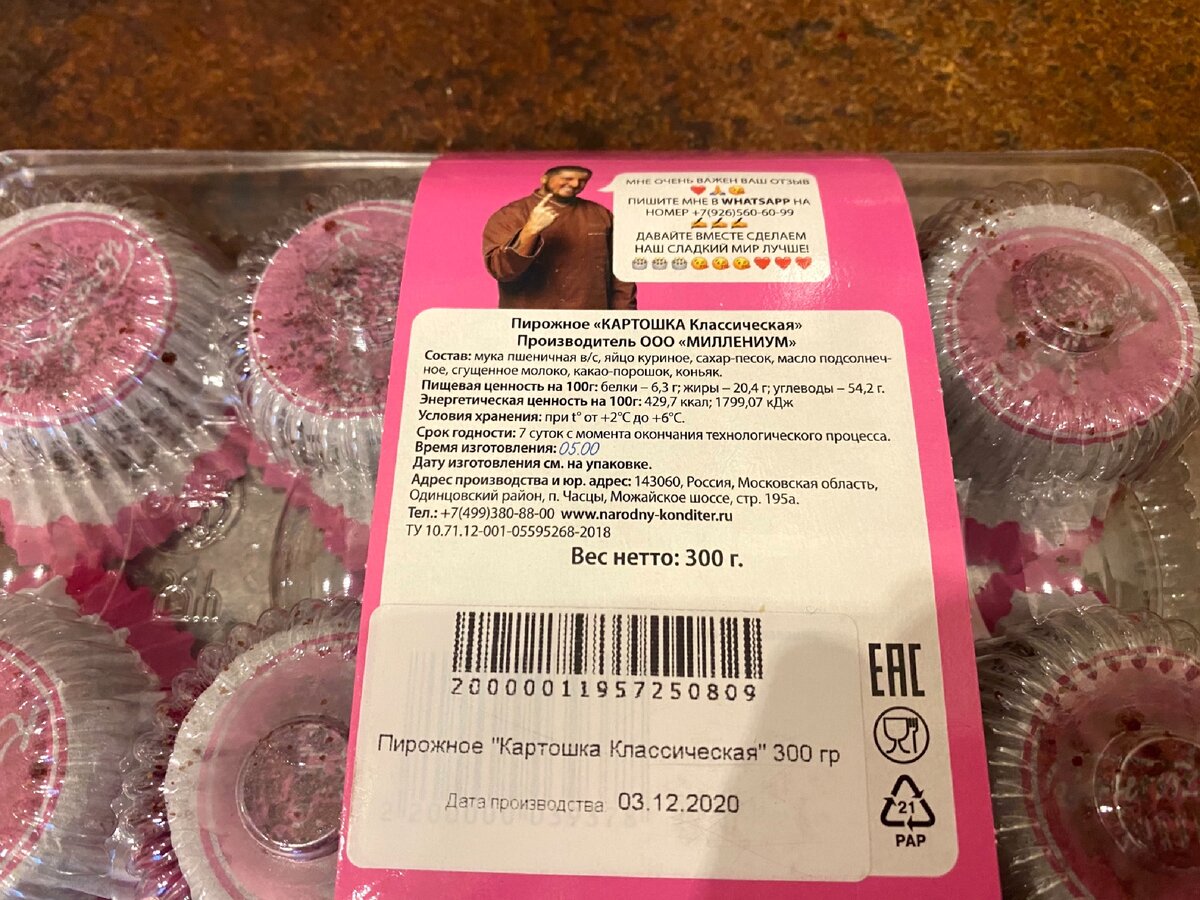 МНЕ ОЧЕНЬ ВАЖЕН ВАШ ОТЗЫВ
❤️🙏😘
ПИШИТЕ МНЕ В WHATSAPP НА
НОМЕР +7(926)560-60-99
✍️✍️✍️
ДАВАЙТЕ ВМЕСТЕ СДЕЛАЕМ
НАШ СЛАДКИЙ МИР ЛУЧШЕ!
🎂🎂🎂😘😘😘❤️❤️❤️
Пирожное «КАРТОШКА Классическая»
Производитель ООО «МИЛЛЕНИУМ»
Состав: мука пшеничная в/с, яйцо куриное, сахар-песок, масло подсолнеч-
ное, сгущенное молоко, какао-порошок, коньяк.
Пищевая ценность на 100г: белки – 6,3 г; жиры – 20,4 г; углеводы – 54,2 г.
Энергетическая ценность на 100г: 429,7 ккал; 1799,07 кДж
Условия хранения: при t° от +2°С до +6°С.
Срок годности: 7 суток с момента окончания технологического процесса.
Время изготовления: 05.00
Дату изготовления см. на упаковке.
Адрес производства и юр. адрес: 143060, Россия, Московская область,
Одинцовский район, п. Часцы, Можайское шоссе, стр. 195а.
Тел.: +7(499)380-88-00 www.narodny-konditer.ru
ТУ 10.71.12-001-05595268-2018
Вес нетто: 300 г.
20000011957250809
Пирожное "Картошка Классическая" 300 гр
Дата производства 03.12.2020
EAC
21
PAP